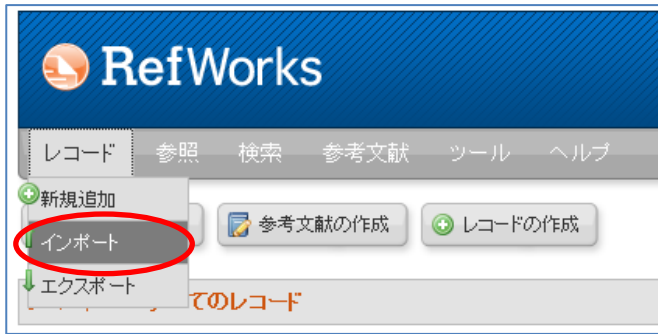 RefWorks
レコード 参照 検索 参考文献 ツール ヘルプ
新規追加
インポート 参考文献の作成 レコードの作成
エクスポート
てのレコード